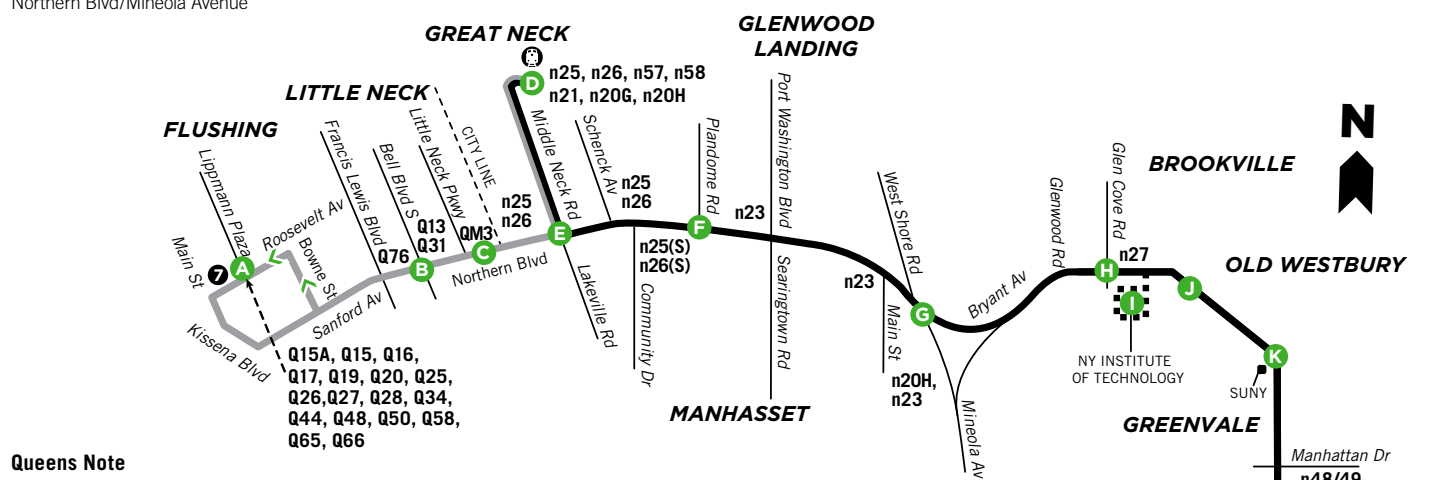 Northern Blvd/Mineola Avenue
GREAT NECK
GLENWOOD
LANDING
D
n25, n26, n57, n58
n21, n20G, n20H
LITTLE NECK
FLUSHING
N
BROOKVILLE
OLD WESTBURY
Lippmann Plaza
Main St
7
A
Roosevelt Av
Bowne St
Kissena Blvd
Sanford Av
Francis Lewis Blvd
Bell Blvd S
Little Neck Pkwy
CITY LINE
Q76
Q13
Q31
B
QM3
C
n25
n26
Northern Blvd
Middle Neck Rd
E
Lakeville Rd
Schenck Av
n25
n26
n25(S)
n26(S)
Community Dr
Plandome Rd
F
n23
Port Washington Blvd
Searingtown Rd
MANHASSET
West Shore Rd
n23
Main St
n20H,
n23
G
Bryant Av
Mineola Av
Glenwood Rd
Glen Cove Rd
H
n27
I
NY INSTITUTE
OF TECHNOLOGY
J
K
SUNY
GREENVALE
Manhattan Dr
n48/49
Q15A, Q15, Q16,
Q17, Q19, Q20, Q25,
Q26,Q27, Q28, Q34,
Q44, Q48, Q50, Q58,
Q65, Q66
Queens Note